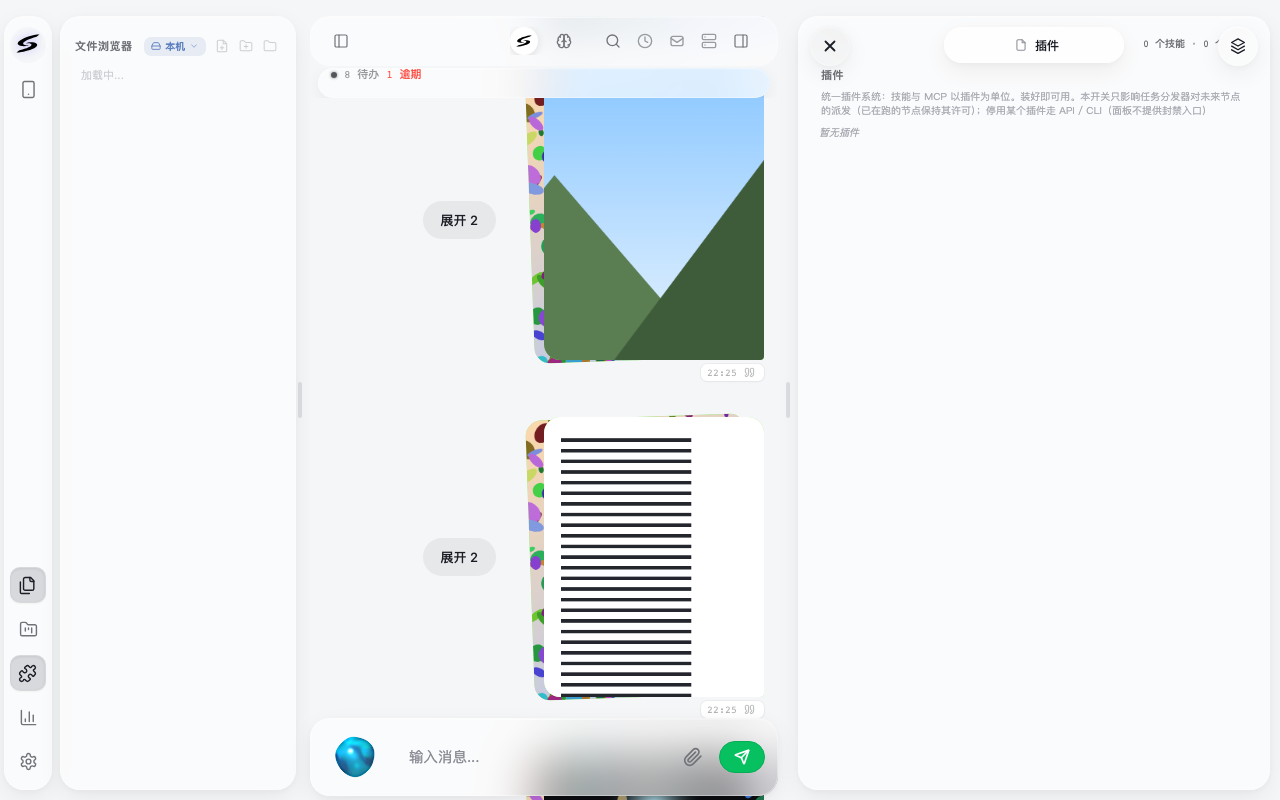 文件浏览器
本机
加载中...
8 待办 1 逾期
展开 2
22:25
展开 2
22:25
输入消息...
插件
0 个技能 · 0
插件
统一插件系统：技能与 MCP 以插件为单位。装好即可用。本开关只影响任务分发器对未来节点
的派发（已在跑的节点保持其许可）；停用某个插件走 API / CLI（面板不提供封禁入口）
暂无插件